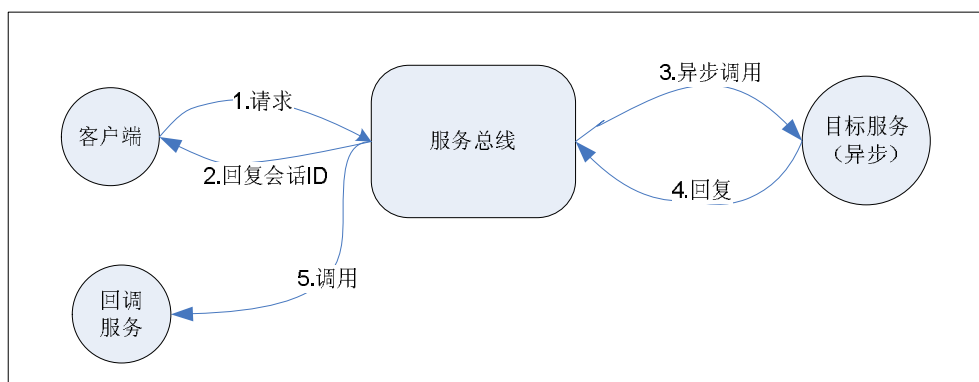 1.请求
3.异步调用
客户端
服务总线
目标服务
（异步）
2.回复会话ID
4.回复
5.调用
回调
服务